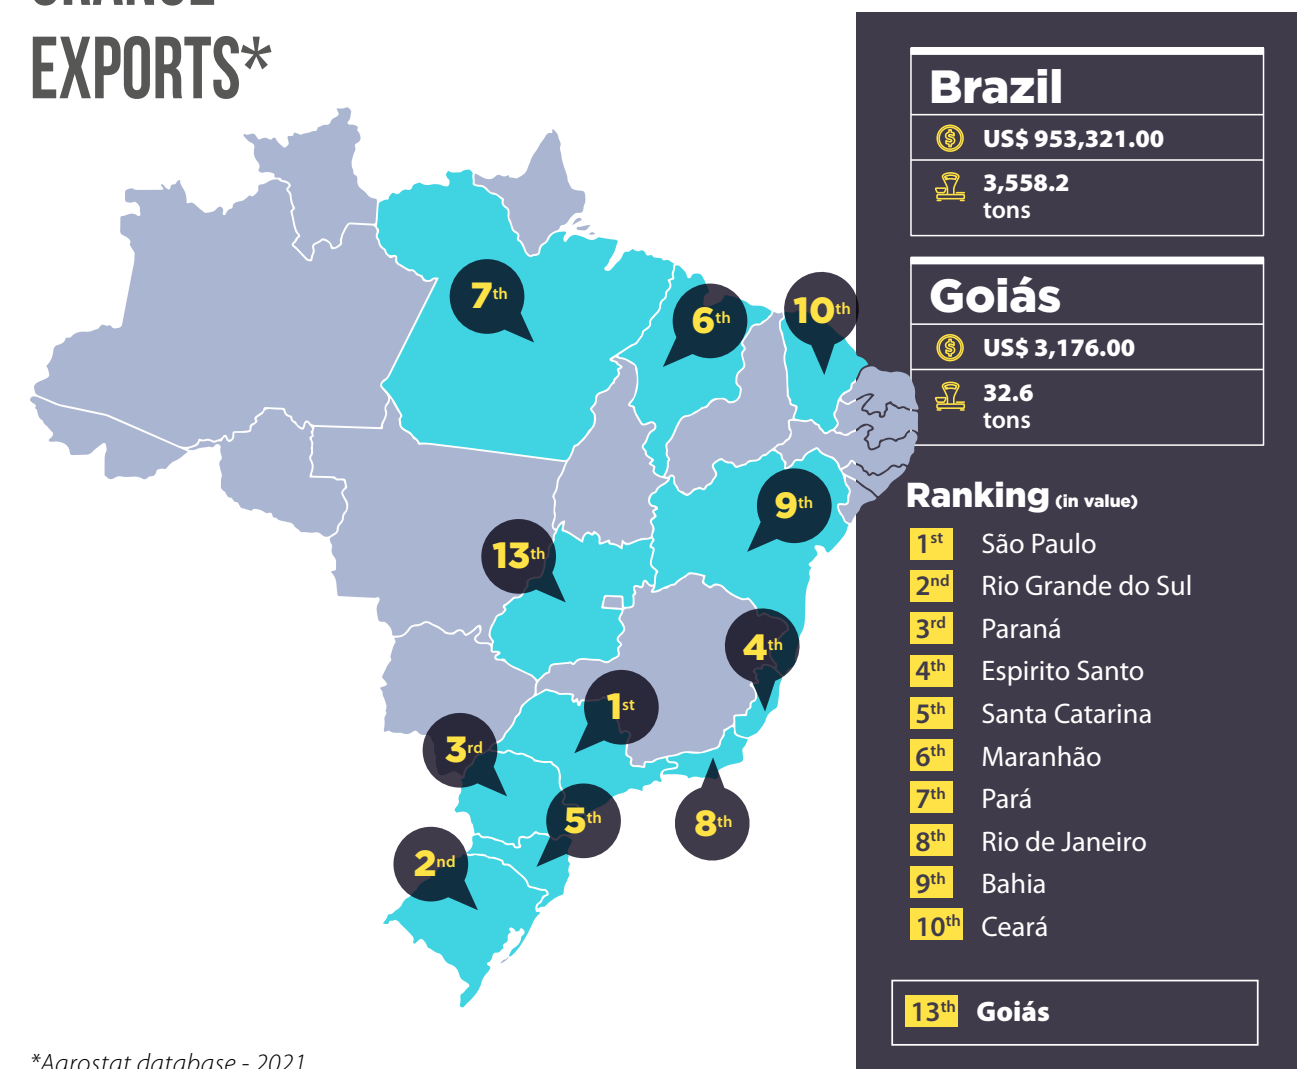 ORANGE
EXPORTS*
Brazil
US$ 953,321.00
3,558.2
tons
Goiás
US$ 3,176.00
32.6
tons
7th
6th
10th
9th
13th
4th
1st
3rd
5th
8th
2nd
Ranking (in value)
1st São Paulo
2nd Rio Grande do Sul
3rd Paraná
4th Espirito Santo
5th Santa Catarina
6th Maranhão
7th Pará
8th Rio de Janeiro
9th Bahia
10th Ceará
13th Goiás
*Agrostat database - 2021